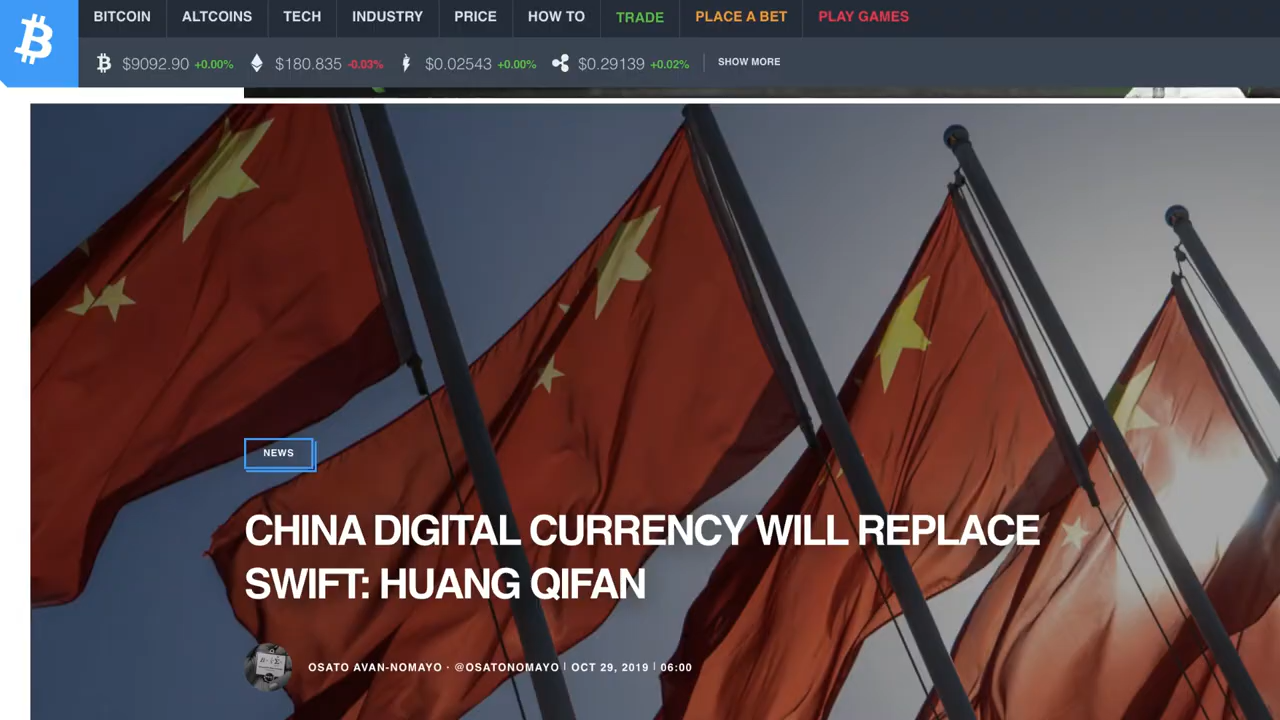 BITCOIN ALTCOINS TECH INDUSTRY PRICE HOW TO TRADE PLACE A BET PLAY GAMES
$9092.90 +0.00% $180.835 -0.03% $0.02543 +0.00% $0.29139 +0.02% SHOW MORE
NEWS
CHINA DIGITAL CURRENCY WILL REPLACE
SWIFT: HUANG QIFAN
OSATO AVAN-NOMAYO · @OSATONOMAYO | OCT 29, 2019 | 06:00